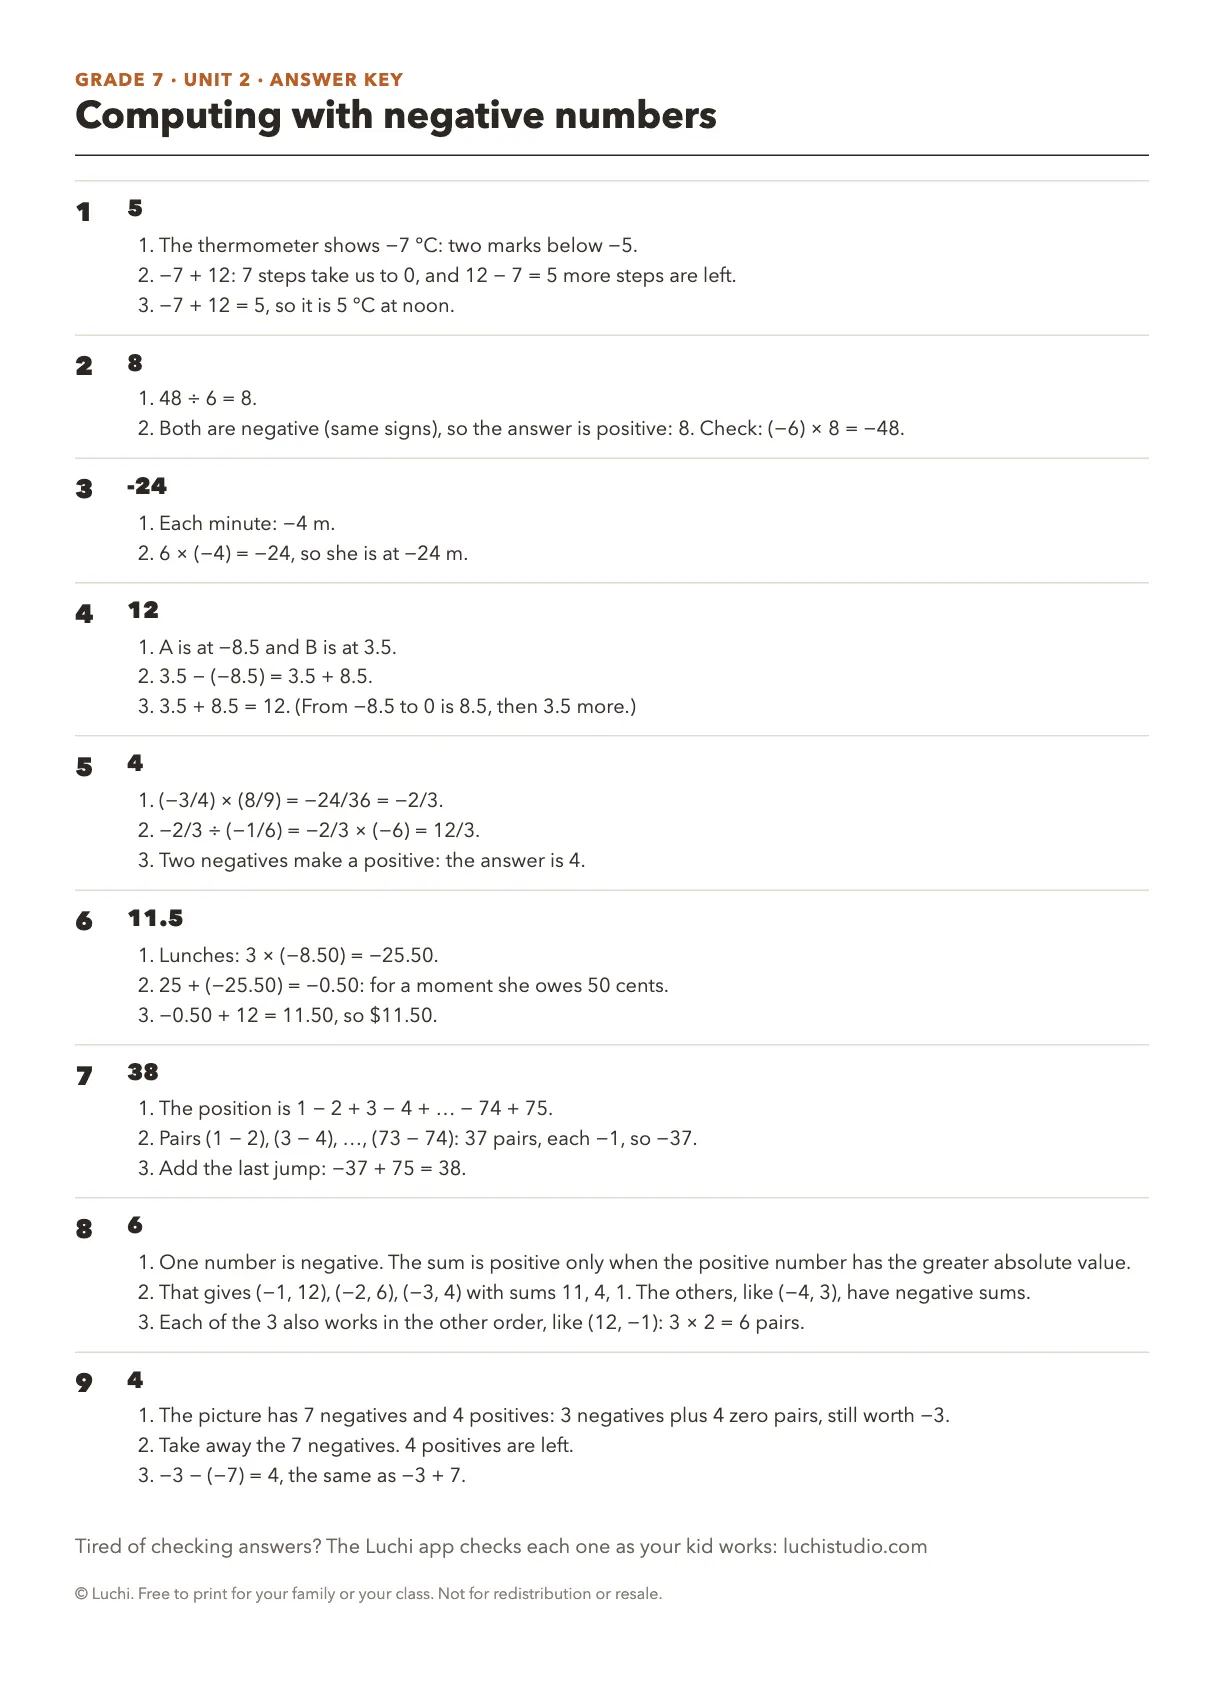 GRADE 7 · UNIT 2 · ANSWER KEY
Computing with negative numbers
1 5
1. The thermometer shows −7 °C: two marks below −5.
2. −7 + 12: 7 steps take us to 0, and 12 − 7 = 5 more steps are left.
3. −7 + 12 = 5, so it is 5 °C at noon.
2 8
1. 48 ÷ 6 = 8.
2. Both are negative (same signs), so the answer is positive: 8. Check: (−6) × 8 = −48.
3 -24
1. Each minute: −4 m.
2. 6 × (−4) = −24, so she is at −24 m.
4 12
1. A is at −8.5 and B is at 3.5.
2. 3.5 − (−8.5) = 3.5 + 8.5.
3. 3.5 + 8.5 = 12. (From −8.5 to 0 is 8.5, then 3.5 more.)
5 4
1. (−3/4) × (8/9) = −24/36 = −2/3.
2. −2/3 ÷ (−1/6) = −2/3 × (−6) = 12/3.
3. Two negatives make a positive: the answer is 4.
6 11.5
1. Lunches: 3 × (−8.50) = −25.50.
2. 25 + (−25.50) = −0.50: for a moment she owes 50 cents.
3. −0.50 + 12 = 11.50, so $11.50.
7 38
1. The position is 1 − 2 + 3 − 4 + … − 74 + 75.
2. Pairs (1 − 2), (3 − 4), …, (73 − 74): 37 pairs, each −1, so −37.
3. Add the last jump: −37 + 75 = 38.
8 6
1. One number is negative. The sum is positive only when the positive number has the greater absolute value.
2. That gives (−1, 12), (−2, 6), (−3, 4) with sums 11, 4, 1. The others, like (−4, 3), have negative sums.
3. Each of the 3 also works in the other order, like (12, −1): 3 × 2 = 6 pairs.
9 4
1. The picture has 7 negatives and 4 positives: 3 negatives plus 4 zero pairs, still worth −3.
2. Take away the 7 negatives. 4 positives are left.
3. −3 − (−7) = 4, the same as −3 + 7.
Tired of checking answers? The Luchi app checks each one as your kid works: luchistudio.com
© Luchi. Free to print for your family or your class. Not for redistribution or resale.